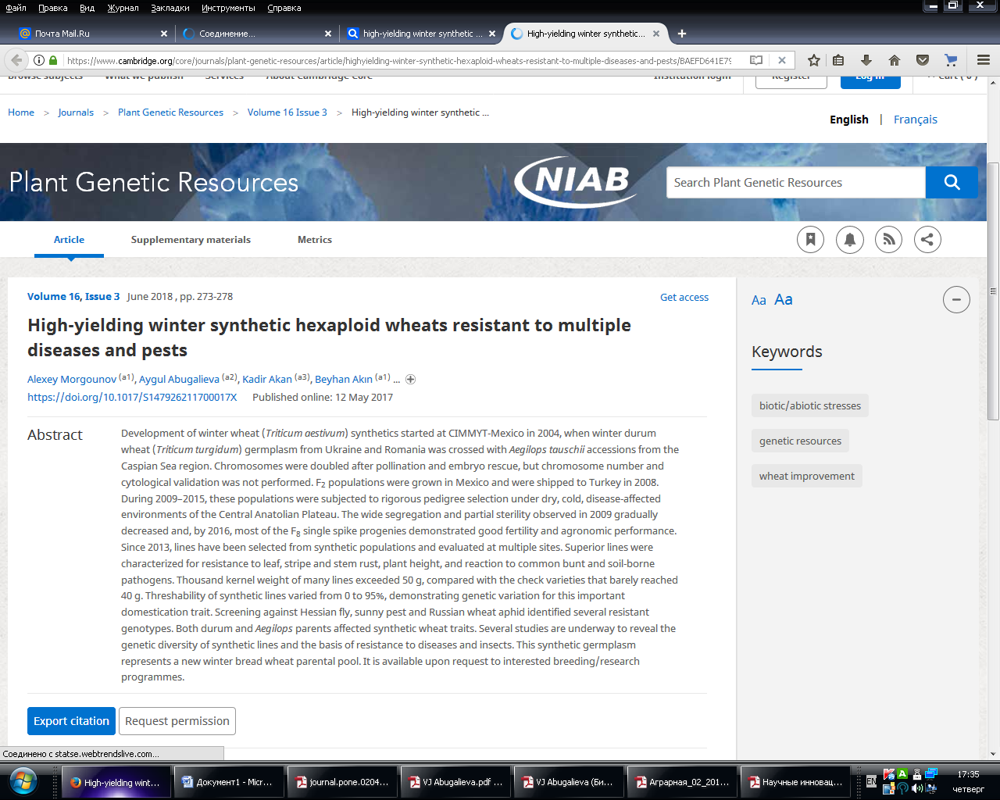 Файл Правка Вид Журнал Закладки Инструменты Справка
Почта Mail.Ru
Соединение...
high-yielding winter synthetic ...
High-yielding winter synthetic...
https://www.cambridge.org/core/journals/plant-genetic-resources/article/highyielding-winter-synthetic-hexaploid-wheats-resistant-to-multiple-diseases-and-pests/BAEFD641E79
Browse subjects What we publish Services About Cambridge Core Institution login Register Log in Cart ( 0 )
Home > Journals > Plant Genetic Resources > Volume 16 Issue 3 > High-yielding winter synthetic ...
English | Français
Plant Genetic Resources
NIAB
Search Plant Genetic Resources
Article Supplementary materials Metrics
Volume 16, Issue 3 June 2018 , pp. 273-278
Get access
High-yielding winter synthetic hexaploid wheats resistant to multiple
diseases and pests
Alexey Morgounov (a1), Aygul Abugalieva (a2), Kadir Akan (a3), Beyhan Akın (a1) ...
https://doi.org/10.1017/S147926211700017X Published online: 12 May 2017
Abstract
Development of winter wheat (Triticum aestivum) synthetics started at CIMMYT-Mexico in 2004, when winter durum
wheat (Triticum turgidum) germplasm from Ukraine and Romania was crossed with Aegilops tauschii accessions from the
Caspian Sea region. Chromosomes were doubled after pollination and embryo rescue, but chromosome number and
cytological validation was not performed. F2 populations were grown in Mexico and were shipped to Turkey in 2008.
During 2009–2015, these populations were subjected to rigorous pedigree selection under dry, cold, disease-affected
environments of the Central Anatolian Plateau. The wide segregation and partial sterility observed in 2009 gradually
decreased and, by 2016, most of the F8 single spike progenies demonstrated good fertility and agronomic performance.
Since 2013, lines have been selected from synthetic populations and evaluated at multiple sites. Superior lines were
characterized for resistance to leaf, stripe and stem rust, plant height, and reaction to common bunt and soil-borne
pathogens. Thousand kernel weight of many lines exceeded 50 g, compared with the check varieties that barely reached
40 g. Threshability of synthetic lines varied from 0 to 95%, demonstrating genetic variation for this important
domestication trait. Screening against Hessian fly, sunny pest and Russian wheat aphid identified several resistant
genotypes. Both durum and Aegilops parents affected synthetic wheat traits. Several studies are underway to reveal the
genetic diversity of synthetic lines and the basis of resistance to diseases and insects. This synthetic germplasm
represents a new winter bread wheat parental pool. It is available upon request to interested breeding/research
programmes.
Export citation Request permission
Aa Aa
Keywords
biotic/abiotic stresses
genetic resources
wheat improvement
Соединено с statse.webtrendslive.com...
High-yielding wint...
Документ1 - Micr...
journal.pone.0204...
VJ Abugalieva.pdf ...
VJ Abugalieva (Би...
Аграрная_02_201...
Научные инновац...
EN
17:35
четверг